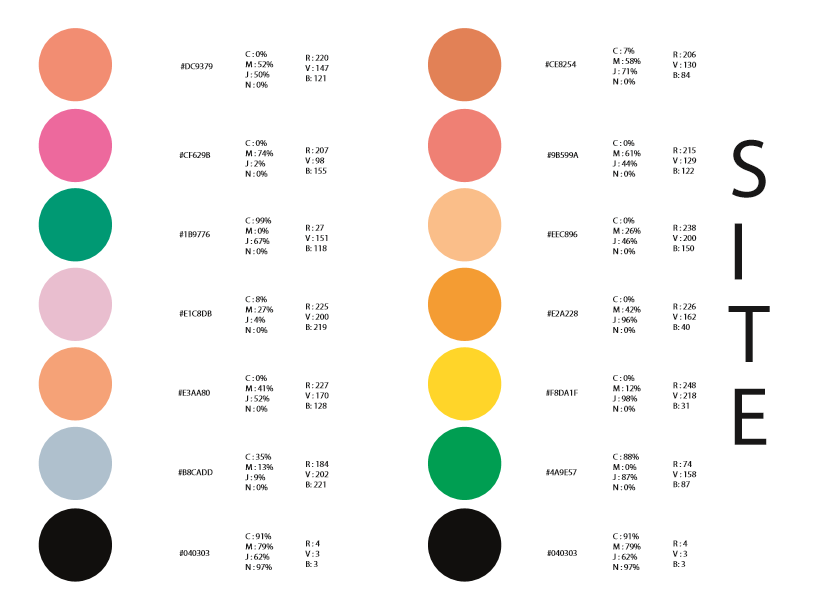 #DC9379
C : 0%
M : 52%
J : 50%
N : 0%
R : 220
V : 147
B : 121
#CF629B
C : 0%
M : 74%
J : 2%
N : 0%
R : 207
V : 98
B : 155
#1B9776
C : 99%
M : 0%
J : 67%
N : 0%
R : 27
V : 151
B : 118
#E1C8DB
C : 8%
M : 27%
J : 4%
N : 0%
R : 225
V : 200
B : 219
#E3AA80
C : 0%
M : 41%
J : 52%
N : 0%
R : 227
V : 170
B : 128
#B8CADD
C : 35%
M : 13%
J : 9%
N : 0%
R : 184
V : 202
B : 221
#040303
C : 91%
M : 79%
J : 62%
N : 97%
R : 4
V : 3
B : 3
#CE8254
C : 7%
M : 58%
J : 71%
N : 0%
R : 206
V : 130
B : 84
#9B599A
C : 0%
M : 61%
J : 44%
N : 0%
R : 215
V : 129
B : 122
#EEC896
C : 0%
M : 26%
J : 46%
N : 0%
R : 238
V : 200
B : 150
#E2A228
C : 0%
M : 42%
J : 96%
N : 0%
R : 226
V : 162
B : 40
#F8DA1F
C : 0%
M : 12%
J : 98%
N : 0%
R : 248
V : 218
B : 31
#4A9E57
C : 88%
M : 0%
J : 87%
N : 0%
R : 74
V : 158
B : 87
#040303
C : 91%
M : 79%
J : 62%
N : 97%
R : 4
V : 3
B : 3
SITE